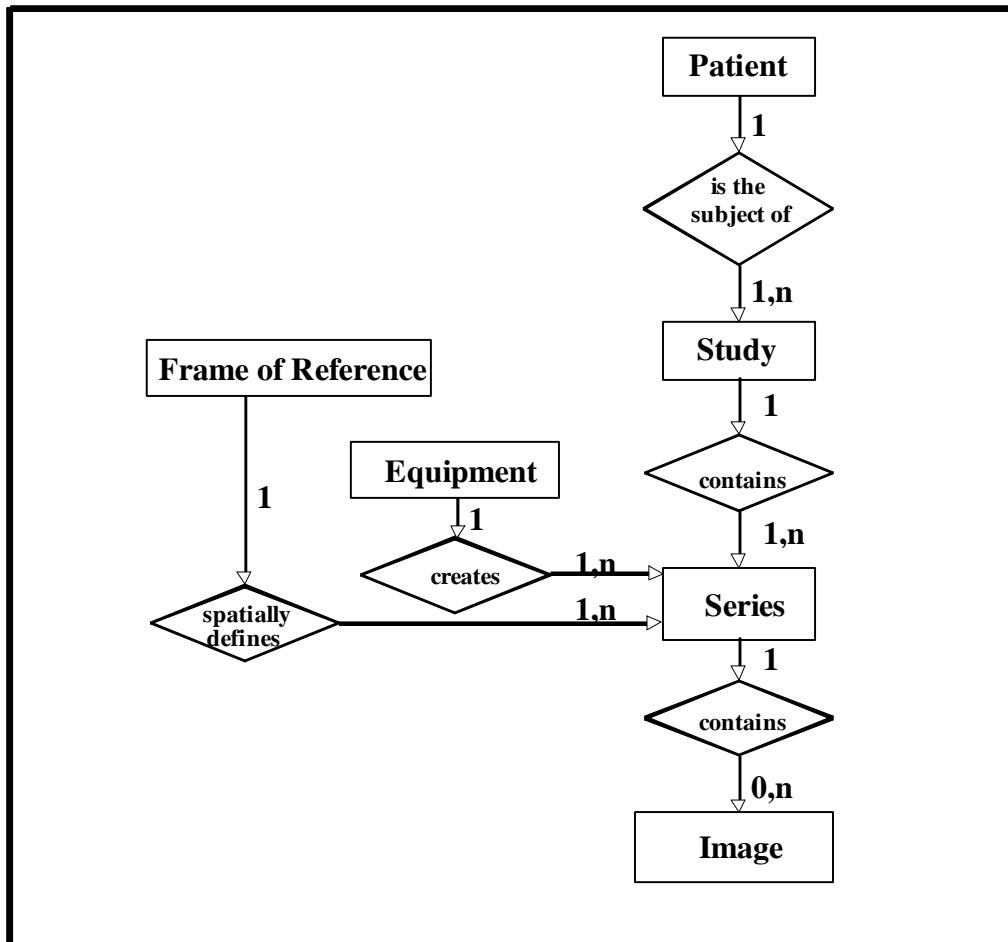 Patient
1
is the
subject of
1,n
Study
1
contains
1,n
Frame of Reference
1
Equipment
1
creates
1,n
spatially
defines
1,n
Series
1
contains
0,n
Image